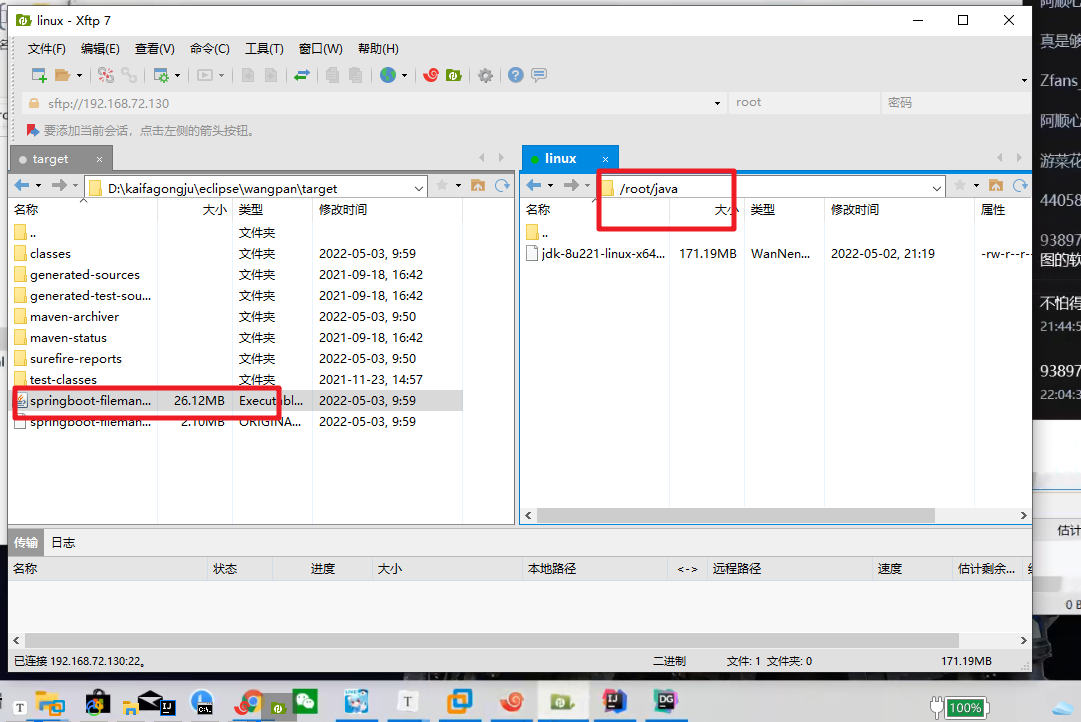 linux - Xftp 7
文件(F) 编辑(E) 查看(V) 命令(C) 工具(T) 窗口(W) 帮助(H)
sftp://192.168.72.130 root 密码
要添加当前会话，点击左侧的箭头按钮。
target × linux ×
D:\kaifagongju\eclipse\wangpan\target /root/java
名称 大小 类型 修改时间 名称 大小 类型 修改时间 属性
.. 文件夹 ..
classes 文件夹 2022-05-03, 9:59 jdk-8u221-linux-x64... 171.19MB WanNen... 2022-05-02, 21:19 -rw-r--r-
generated-sources 文件夹 2021-09-18, 16:42
generated-test-sou... 文件夹 2021-09-18, 16:42
maven-archiver 文件夹 2022-05-03, 9:50
maven-status 文件夹 2021-09-18, 16:42
surefire-reports 文件夹 2022-05-03, 9:50
test-classes 文件夹 2021-11-23, 14:57
springboot-fileman... 26.12MB Executabl... 2022-05-03, 9:59
springboot-fileman... 2.10MB ORIGINA... 2022-05-03, 9:59
传输 日志
名称 状态 进度 大小 本地路径 <-> 远程路径 速度 估计剩余...
已连接 192.168.72.130:22。 二进制 文件: 1 文件夹: 0 171.19MB
真是够
Zfans_
阿顺心
游菜花
44058
93897
图的软
不怕得
21:44:5
93897
22:04:3
估计
0 B
100%